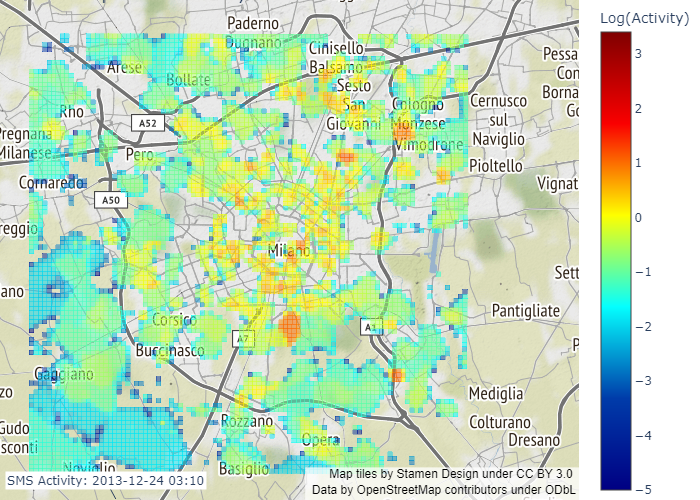 Log(Activity)
3
2
1
0
−1
−2
−3
−4
−5
Paderno
Dugnano
Cinisello
Balsamo
Arese
Bollate
Sesto
San
Giovanni
Cologno
Monzese
Vimodrone
Cernusco
sul
Naviglio
Pioltello
Pessa
Con
Borna
Go
Rho
A52
Pregnana
Milanese
Pero
Cornaredo
A50
Vignat
reggio
Milano
Sett
ano
Pantigliate
Corsico
A7
A1
Buccinasco
P
Gaggiano
zo
Mediglia
Gudo
sconti
Rozzano
Colturano
Opera
Dresano
Noviglio
Basiglio
SMS Activity: 2013-12-24 03:10
Map tiles by Stamen Design under CC BY 3.0
Data by OpenStreetMap contributors under ODbL